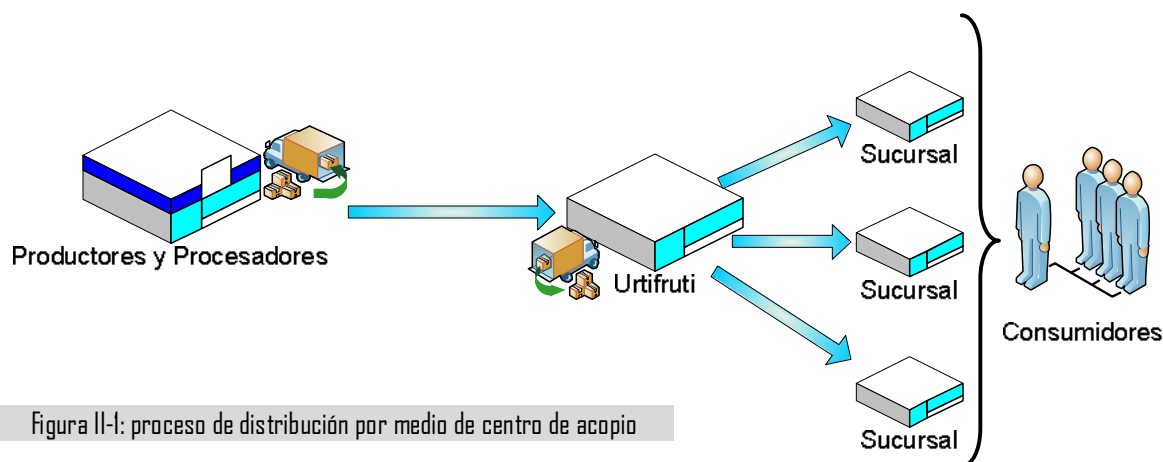 Sucursal
Productores y Procesadores
Urtifruti
Sucursal
Consumidores
Sucursal
Figura II-1: proceso de distribución por medio de centro de acopio